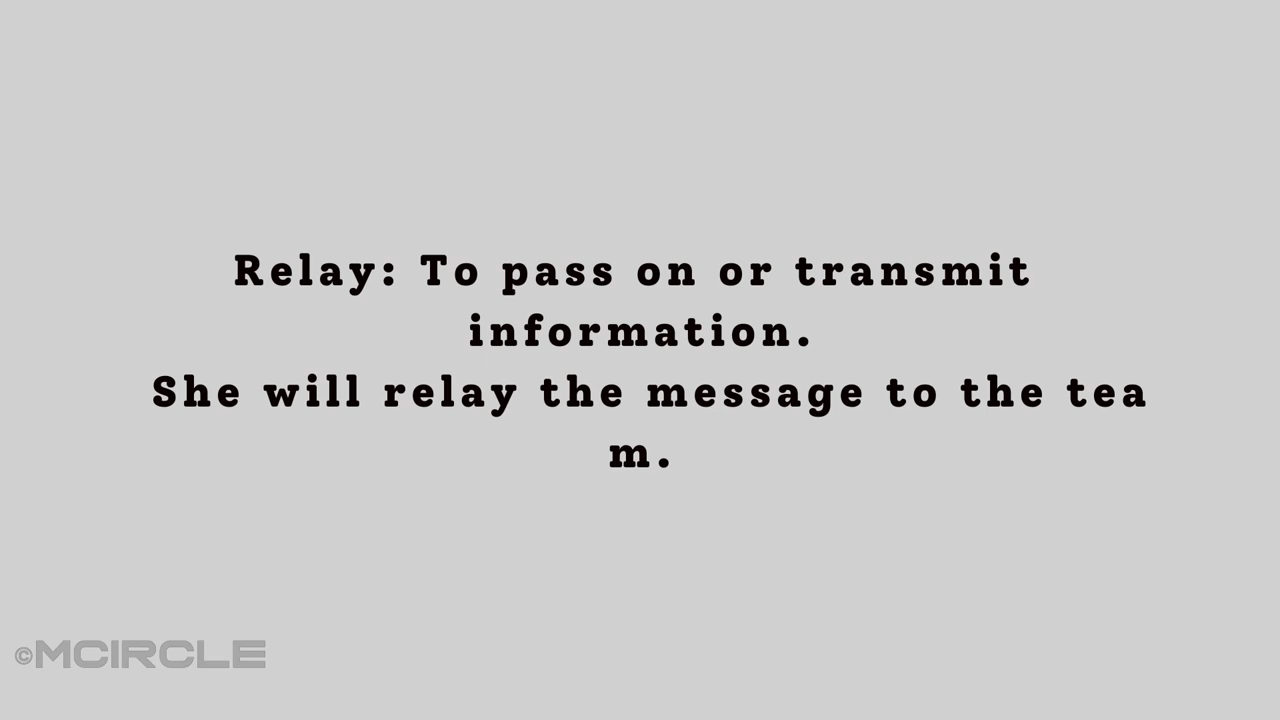 Relay: To pass on or transmit
information.
She will relay the message to the tea
m.
©MCIRCLE